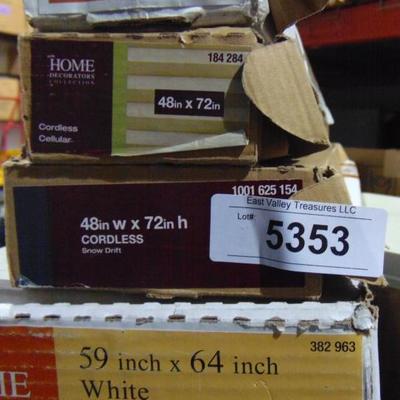 HOME
DECORATORS
COLLECTION
184 284
48in x 72in
Cordless
Cellular
1001 625 154
48in w x 72in h
CORDLESS
Snow Drift
East Valley Treasures LLC
Lot#:
5353
382 963
59 inch x 64 inch
White